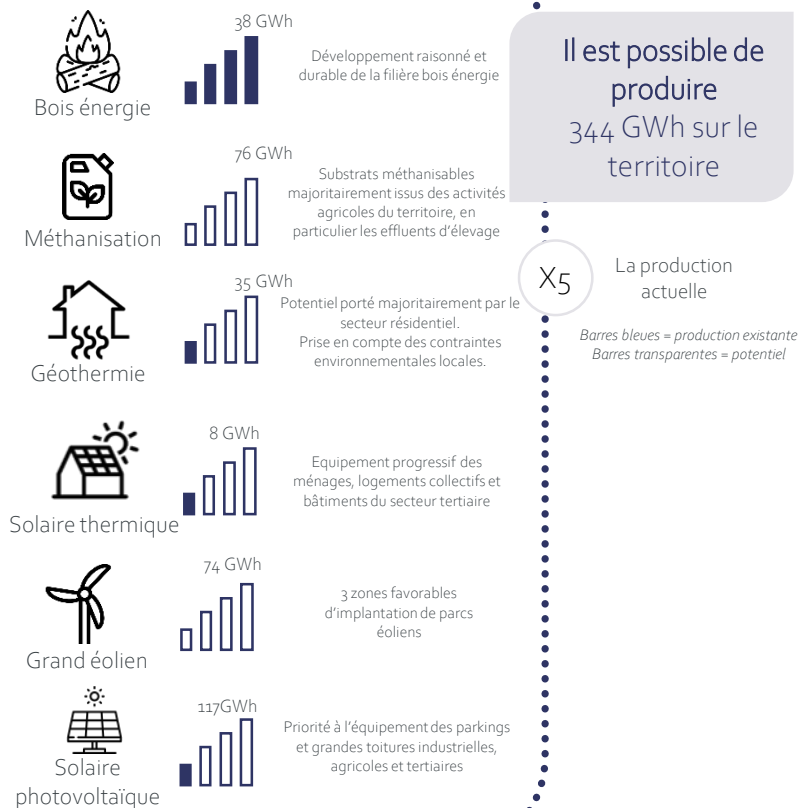 38 GWh
Bois énergie
Développement raisonné et
durable de la filière bois énergie
Il est possible de
produire
344 GWh sur le
territoire
76 GWh
Méthanisation
Substrats méthanisables
majoritairement issus des activités
agricoles du territoire, en
particulier les effluents d'élevage
X5
La production
actuelle
Barres bleues = production existante
Barres transparentes = potentiel
35 GWh
Géothermie
Potentiel porté majoritairement par le
secteur résidentiel.
Prise en compte des contraintes
environnementales locales.
8 GWh
Solaire thermique
Equipement progressif des
ménages, logements collectifs et
bâtiments du secteur tertiaire
74 GWh
Grand éolien
3 zones favorables
d'implantation de parcs
éoliens
117GWh
Solaire
photovoltaïque
Priorité à l'équipement des parkings
et grandes toitures industrielles,
agricoles et tertiaires